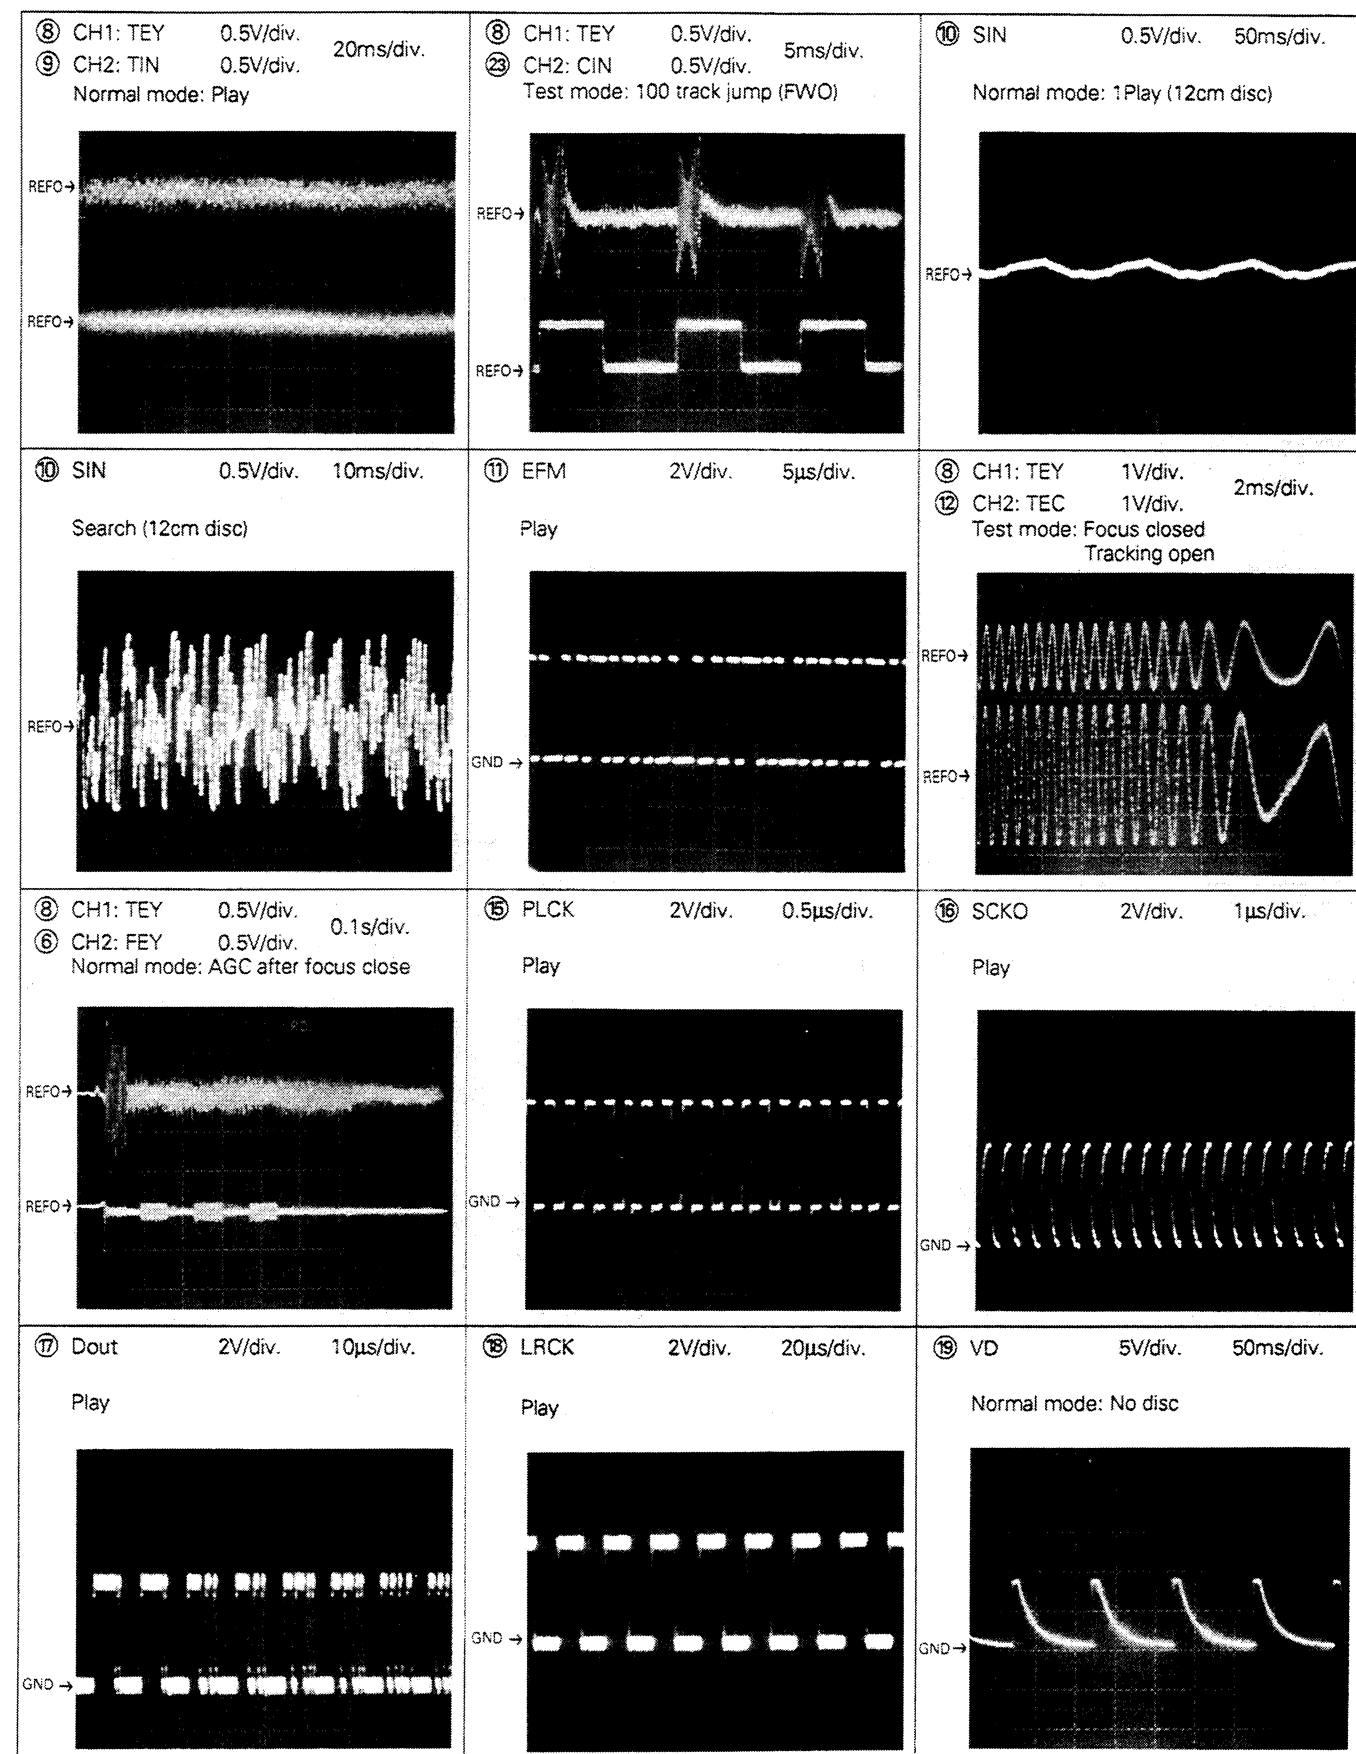 ⑧ CH1: TEY 0.5V/div. 20ms/div.
⑨ CH2: TIN 0.5V/div.
Normal mode: Play
REFO→
REFO→
⑧ CH1: TEY 0.5V/div. 5ms/div.
㉓ CH2: CIN 0.5V/div.
Test mode: 100 track jump (FWO)
REFO→
REFO→
⑩ SIN 0.5V/div. 50ms/div.
Normal mode: 1Play (12cm disc)
REFO→
⑩ SIN 0.5V/div. 10ms/div.
Search (12cm disc)
REFO→
⑪ EFM 2V/div. 5μs/div.
Play
GND →
⑧ CH1: TEY 1V/div. 2ms/div.
⑫ CH2: TEC 1V/div.
Test mode: Focus closed
Tracking open
REFO→
REFO→
⑧ CH1: TEY 0.5V/div. 0.1s/div.
⑥ CH2: FEY 0.5V/div.
Normal mode: AGC after focus close
REFO→
REFO→
⑮ PLCK 2V/div. 0.5μs/div.
Play
GND →
⑯ SCKO 2V/div. 1μs/div.
Play
GND →
⑰ Dout 2V/div. 10μs/div.
Play
GND →
⑱ LRCK 2V/div. 20μs/div.
Play
GND →
⑲ VD 5V/div. 50ms/div.
Normal mode: No disc
GND→